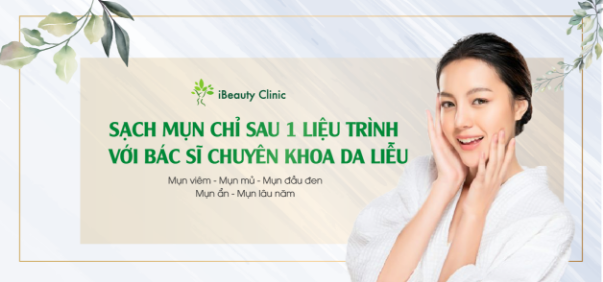 iBeauty Clinic
SẠCH MỤN CHỈ SAU 1 LIỆU TRÌNH
VỚI BÁC SĨ CHUYÊN KHOA DA LIỄU
Mụn viêm - Mụn mủ - Mụn đầu đen
Mụn ẩn - Mụn lâu năm